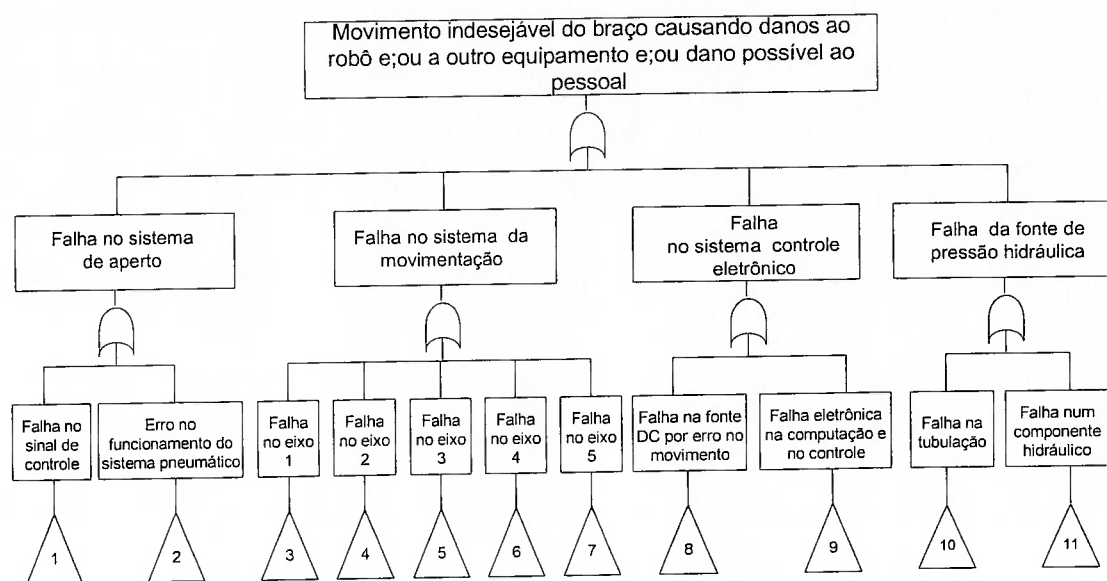 Movimento indesejável do braço causando danos ao
robô e;ou a outro equipamento e;ou dano possível ao
pessoal
Falha no sistema
de aperto
Falha no sistema da
movimentação
Falha
no sistema controle
eletrônico
Falha da fonte de
pressão hidráulica
Falha no
sinal de
controle
Erro no
funcionamento do
sistema pneumático
Falha
no eixo
1
Falha
no eixo
2
Falha
no eixo
3
Falha
no eixo
4
Falha
no eixo
5
Falha na fonte
DC por erro no
movimento
Falha eletrônica
na computação e
no controle
Falha na
tubulação
Falha num
componente
hidráulico
1
2
3
4
5
6
7
8
9
10
11